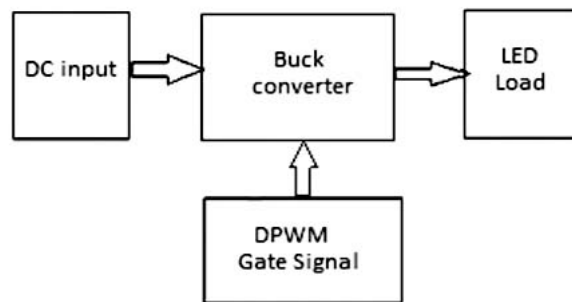 DC input
Buck
converter
LED
Load
DPWM
Gate Signal